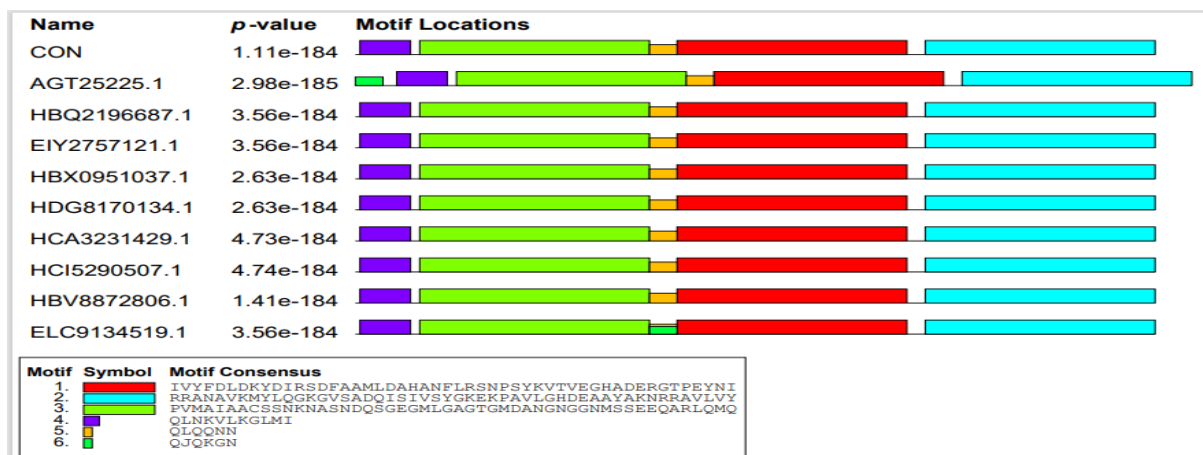 Name p-value Motif Locations
CON 1.11e-184
AGT25225.1 2.98e-185
HBQ2196687.1 3.56e-184
EIY2757121.1 3.56e-184
HBX0951037.1 2.63e-184
HDG8170134.1 2.63e-184
HCA3231429.1 4.73e-184
HCI5290507.1 4.74e-184
HBV8872806.1 1.41e-184
ELC9134519.1 3.56e-184
Motif Symbol Motif Consensus
1. IVYFDLDKYDIRSDFAAMLDAHANFLRSNPSYKVTVEGHADERGTPEYNI
2. RRANAVKMYLQGKGVSADQISIVSYGKEKPAVLGHDEAAYAKNRRAVLVY
3. PVMAIAACSSNKNASNDQSGEGMLGAGTGMDANGNGGNMSSEEQARLQMQ
4. QLNKVLKGLMI
5. QLQQNN
6. QJQKGN